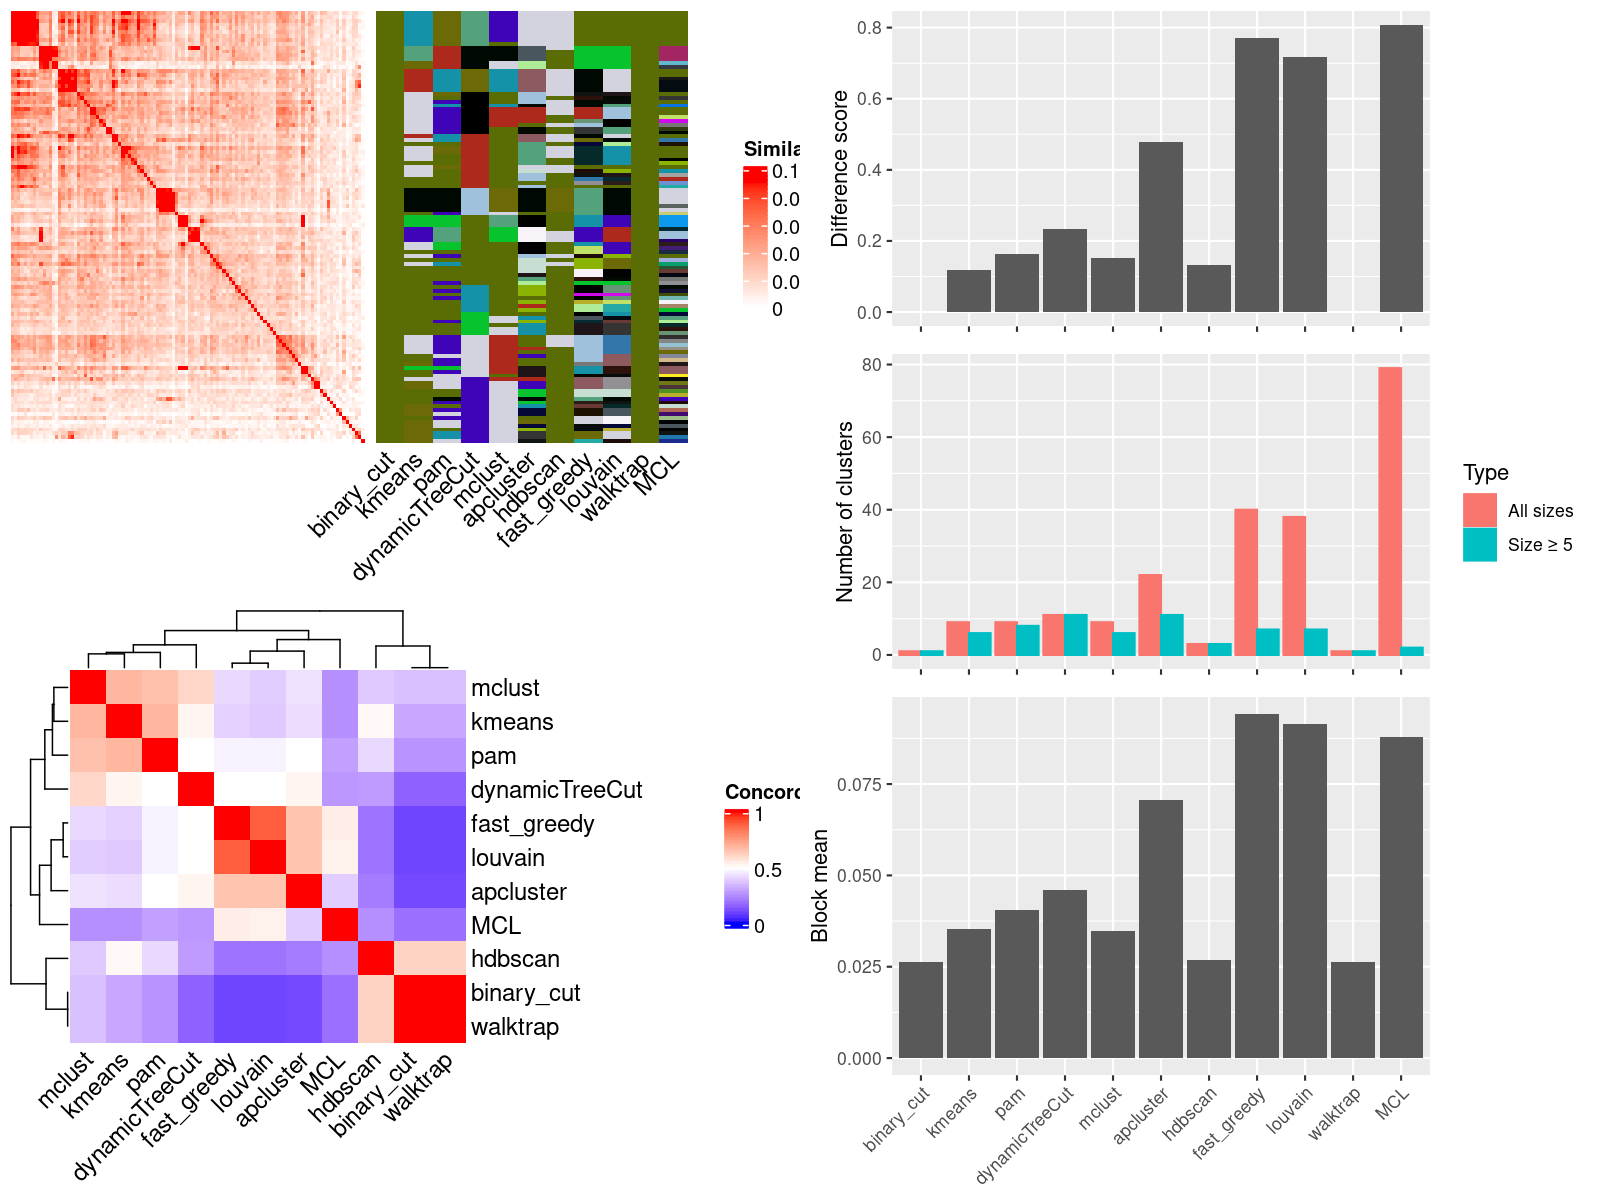 Simila
0.1
0.0
0.0
0.0
0.0
0
binary_cut
kmeans
pam
dynamicTreeCut
mclust
apcluster
hdbscan
fast_greedy
louvain
walktrap
MCL
mclust
kmeans
pam
dynamicTreeCut
fast_greedy
louvain
apcluster
MCL
hdbscan
binary_cut
walktrap
mclust
kmeans
pam
dynamicTreeCut
fast_greedy
louvain
apcluster
MCL
hdbscan
binary_cut
walktrap
Concord
1
0.5
0
Difference score
0.8
0.6
0.4
0.2
0.0
Number of clusters
80
60
40
20
0
Type
All sizes
Size ≥ 5
Block mean
0.075
0.050
0.025
0.000
binary_cut
kmeans
pam
dynamicTreeCut
mclust
apcluster
hdbscan
fast_greedy
louvain
walktrap
MCL